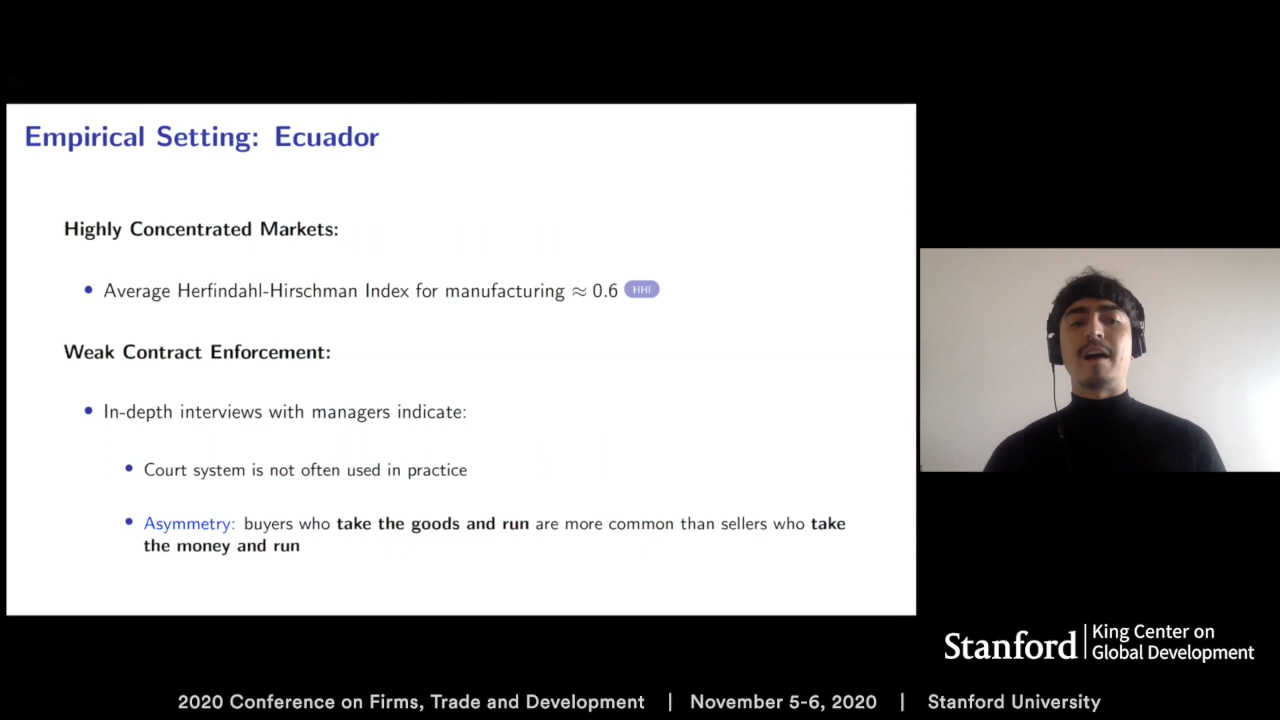 Empirical Setting: Ecuador
Highly Concentrated Markets:
• Average Herfindahl-Hirschman Index for manufacturing ≈ 0.6 HHI
Weak Contract Enforcement:
• In-depth interviews with managers indicate:
• Court system is not often used in practice
• Asymmetry: buyers who take the goods and run are more common than sellers who take
the money and run
Stanford | King Center on
Global Development
2020 Conference on Firms, Trade and Development | November 5-6, 2020 | Stanford University